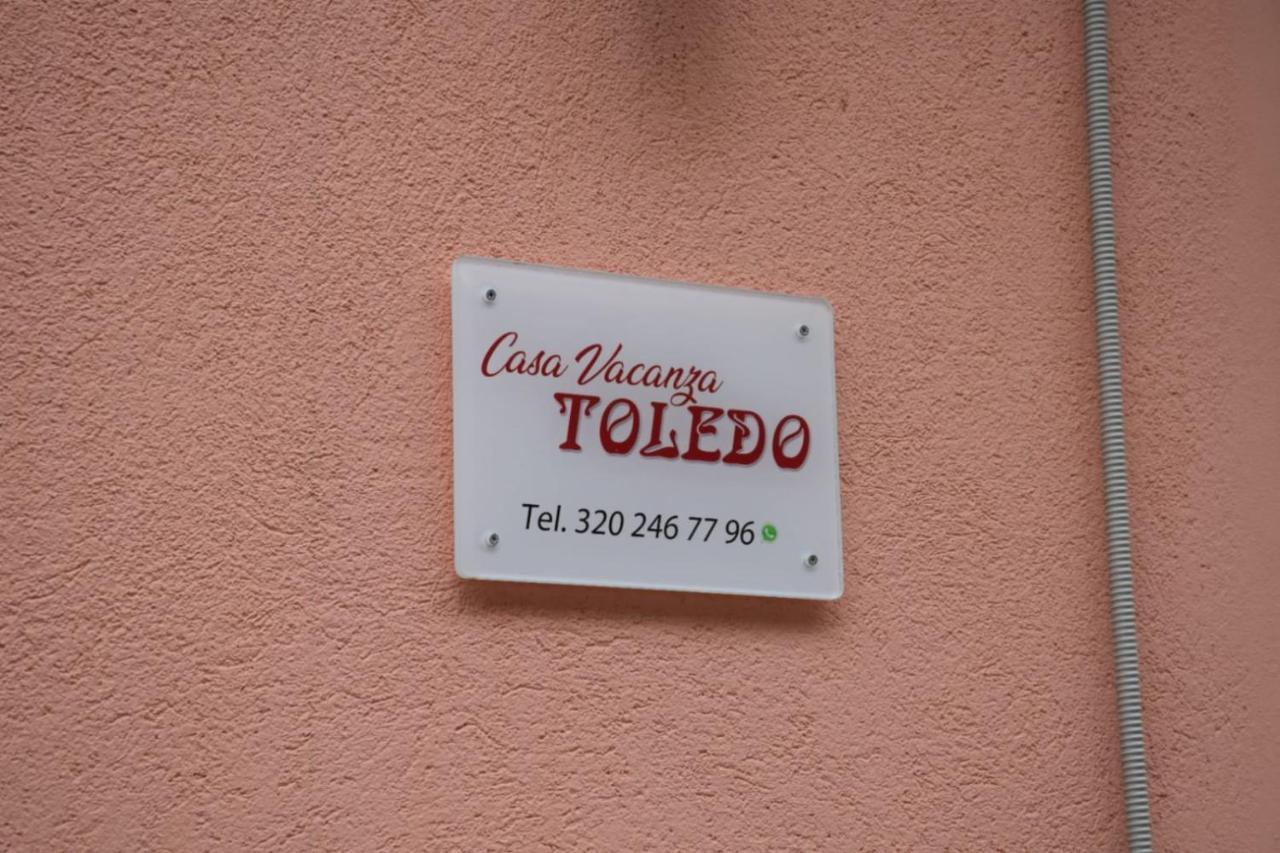 Casa Vacanza
TOLEDO
Tel. 320 246 77 96